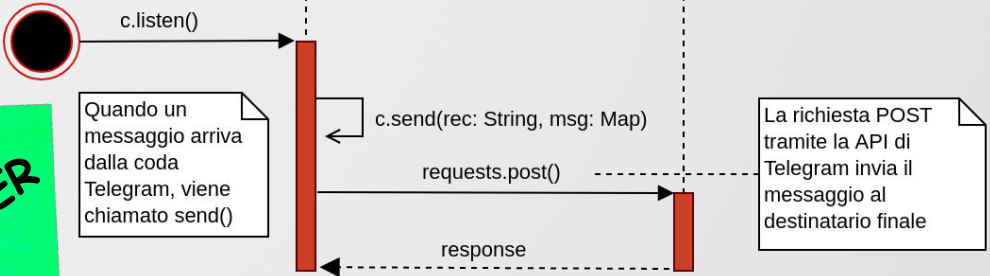 c.listen()
Quando un
messaggio arriva
dalla coda
Telegram, viene
chiamato send()
c.send(rec: String, msg: Map)
requests.post()
response
La richiesta POST
tramite la API di
Telegram invia il
messaggio al
destinatario finale
ER